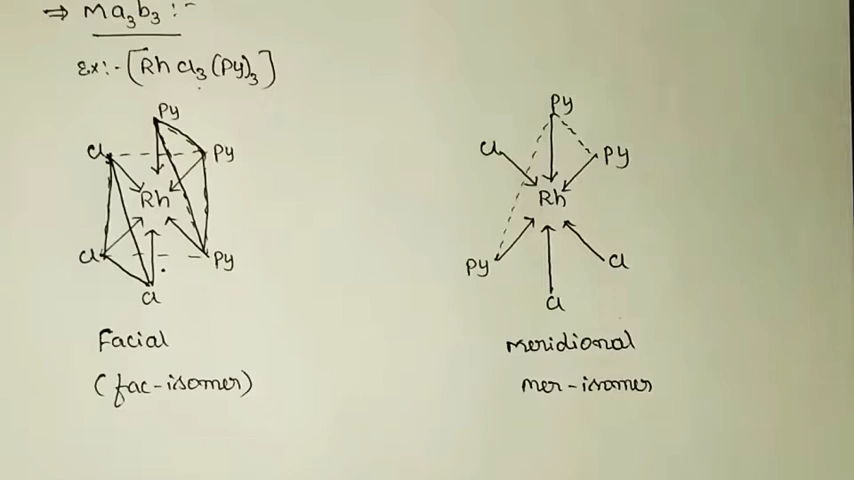 ⇒ Ma₃b₃ :-
Ex:- [RhCl₃(Py)₃]
Py
Cl Py
Rh
Cl Py
Cl
Facial
(fac-isomer)
Py
Cl Py
Rh
Py Cl
Cl
Meridional
mer-isomer